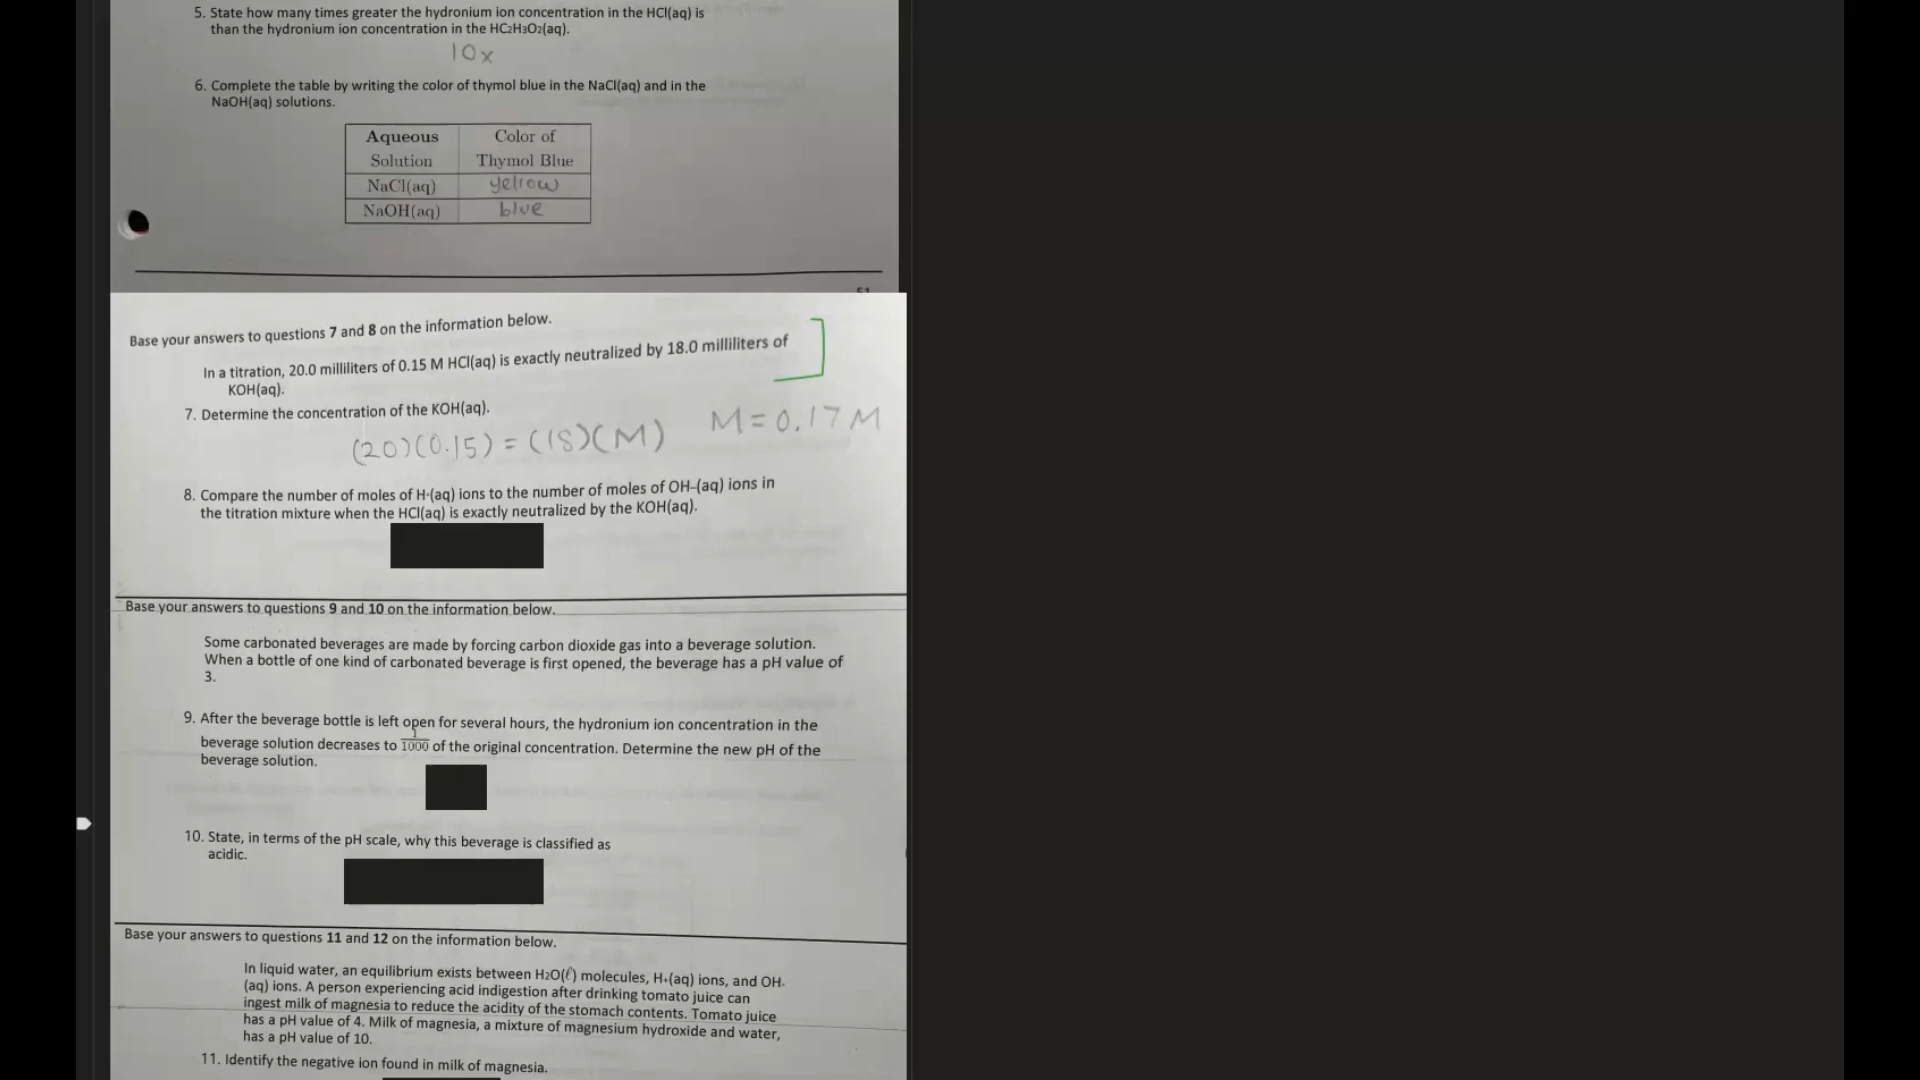 5. State how many times greater the hydronium ion concentration in the HCl(aq) is
than the hydronium ion concentration in the HC2H3O2(aq).
10x
6. Complete the table by writing the color of thymol blue in the NaCl(aq) and in the
NaOH(aq) solutions.
Aqueous Color of
Solution Thymol Blue
NaCl(aq) yellow
NaOH(aq) blue
51
Base your answers to questions 7 and 8 on the information below.
In a titration, 20.0 milliliters of 0.15 M HCl(aq) is exactly neutralized by 18.0 milliliters of
KOH(aq).
7. Determine the concentration of the KOH(aq).
(20)(0.15) = (18)(M) M = 0.17 M
8. Compare the number of moles of H+(aq) ions to the number of moles of OH–(aq) ions in
the titration mixture when the HCl(aq) is exactly neutralized by the KOH(aq).
Base your answers to questions 9 and 10 on the information below.
Some carbonated beverages are made by forcing carbon dioxide gas into a beverage solution.
When a bottle of one kind of carbonated beverage is first opened, the beverage has a pH value of
3.
9. After the beverage bottle is left open for several hours, the hydronium ion concentration in the
beverage solution decreases to 1/1000 of the original concentration. Determine the new pH of the
beverage solution.
10. State, in terms of the pH scale, why this beverage is classified as
acidic.
Base your answers to questions 11 and 12 on the information below.
In liquid water, an equilibrium exists between H2O(ℓ) molecules, H+(aq) ions, and OH-
(aq) ions. A person experiencing acid indigestion after drinking tomato juice can
ingest milk of magnesia to reduce the acidity of the stomach contents. Tomato juice
has a pH value of 4. Milk of magnesia, a mixture of magnesium hydroxide and water,
has a pH value of 10.
11. Identify the negative ion found in milk of magnesia.